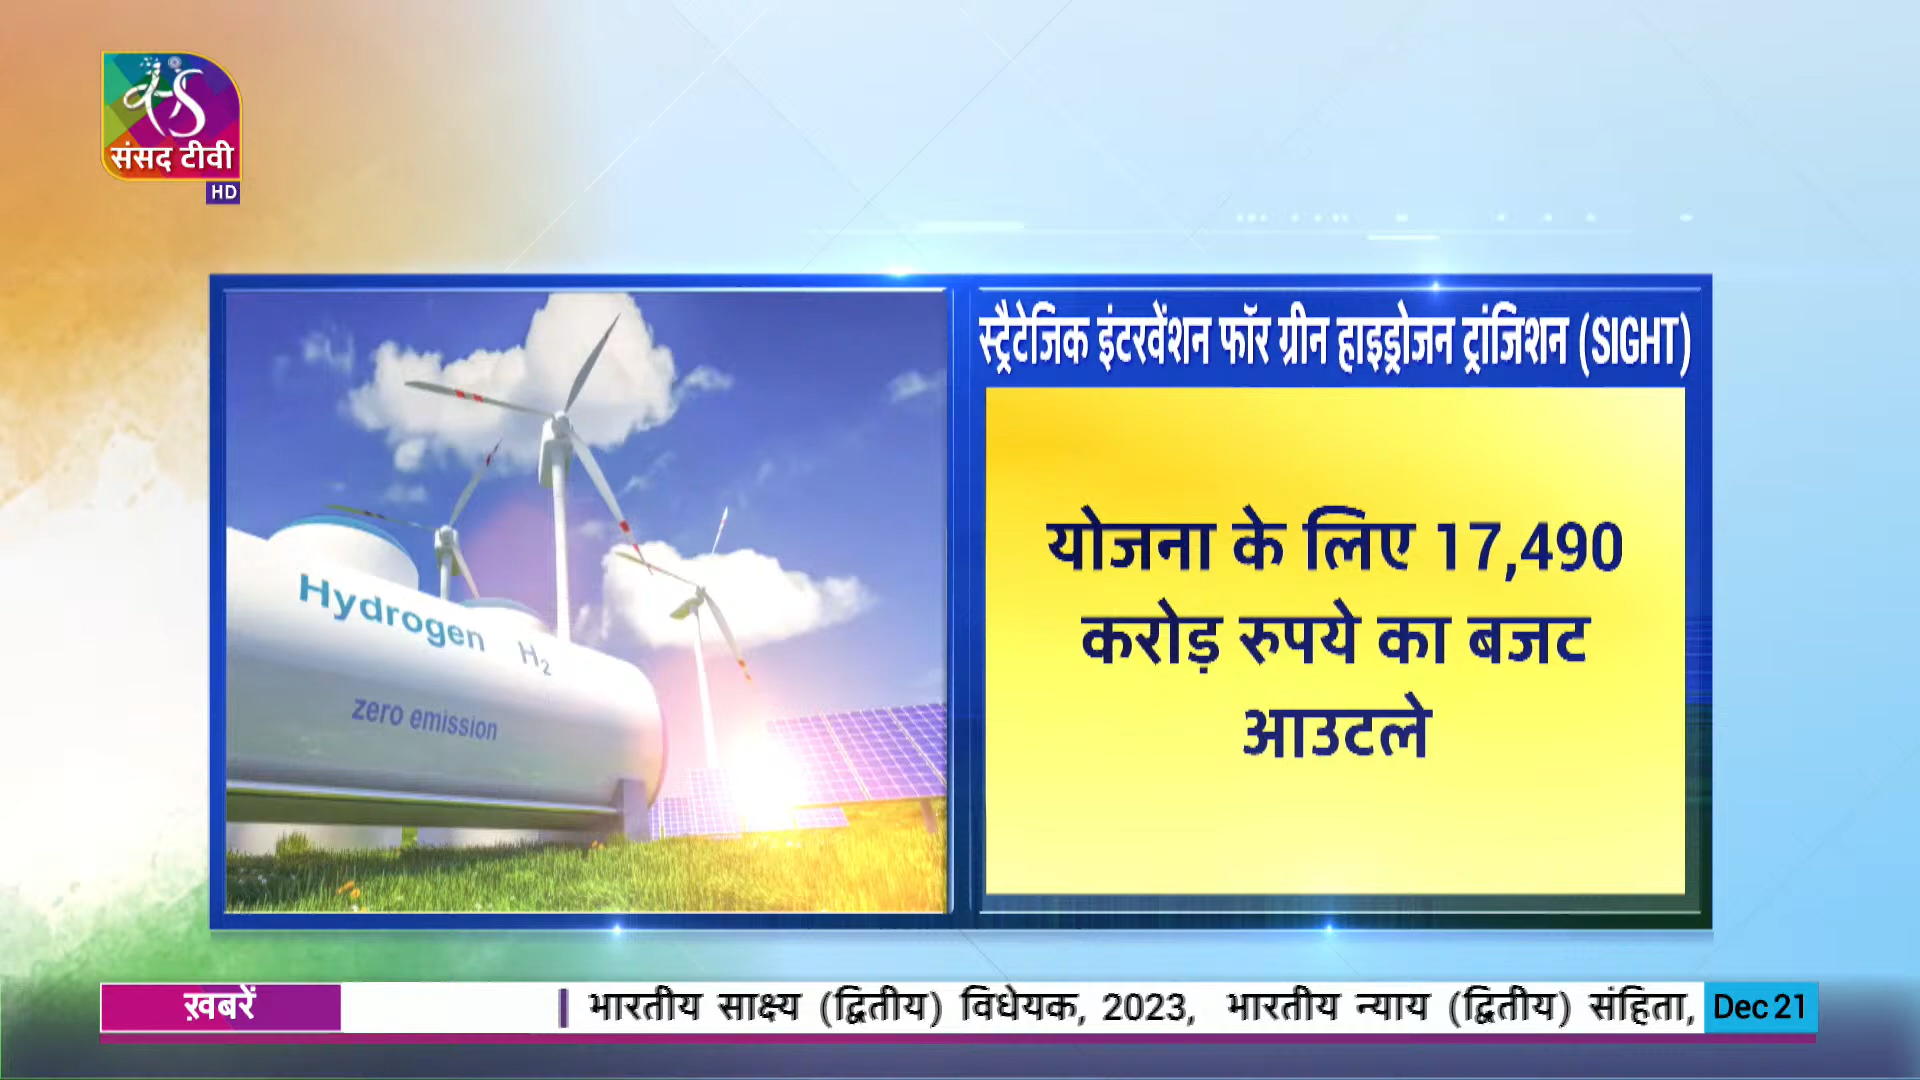 संसद टीवी
HD
स्ट्रैटेजिक इंटरवेंशन फॉर ग्रीन हाइड्रोजन ट्रांजिशन (SIGHT)
Hydrogen H₂
zero emission
योजना के लिए 17,490
करोड़ रुपये का बजट
आउटले
ख़बरें
| भारतीय साक्ष्य (द्वितीय) विधेयक, 2023, भारतीय न्याय (द्वितीय) संहिता,
Dec 21